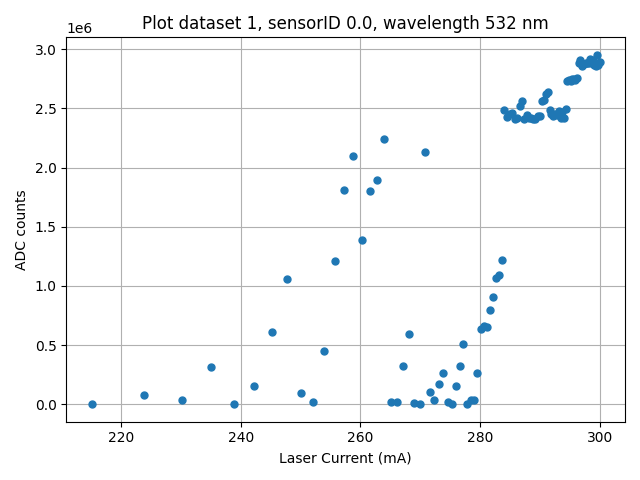 Plot dataset 1, sensorID 0.0, wavelength 532 nm
1e6
3.0
2.5
2.0
1.5
1.0
0.5
0.0
ADC counts
220 240 260 280 300
Laser Current (mA)